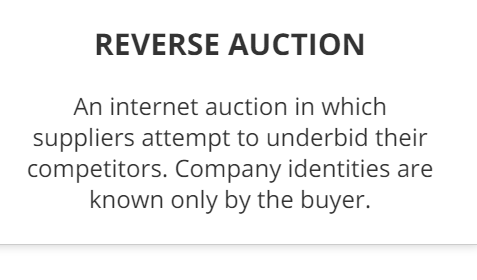 REVERSE AUCTION
An internet auction in which
suppliers attempt to underbid their
competitors. Company identities are
known only by the buyer.